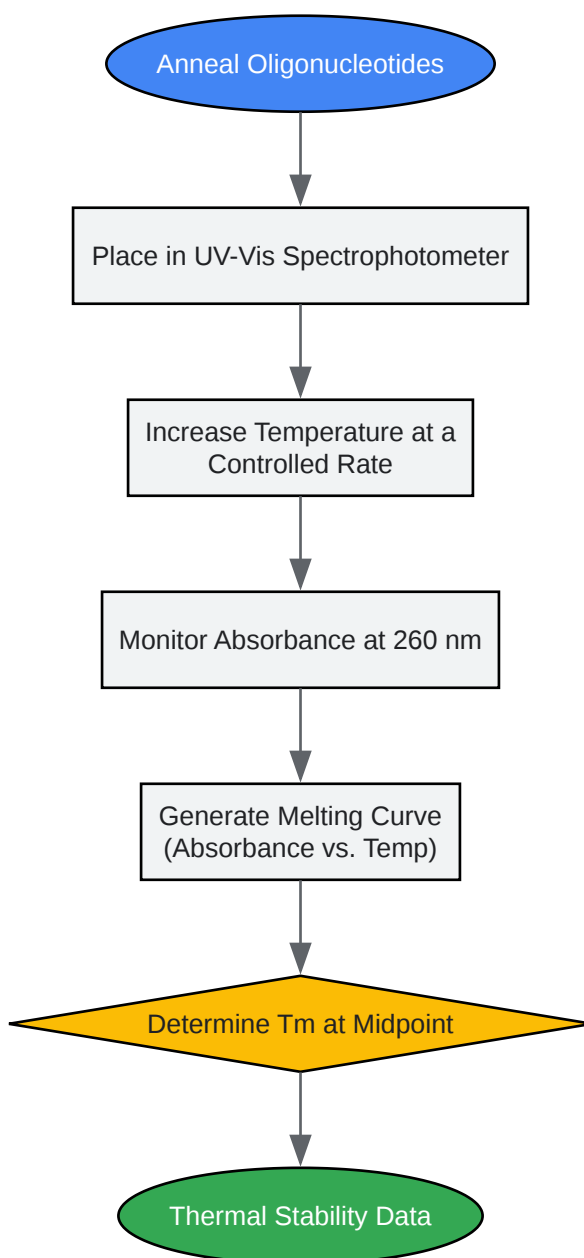 Anneal Oligonucleotides
Place in UV-Vis Spectrophotometer
Increase Temperature at a
Controlled Rate
Monitor Absorbance at 260 nm
Generate Melting Curve
(Absorbance vs. Temp)
Determine Tm at Midpoint
Thermal Stability Data